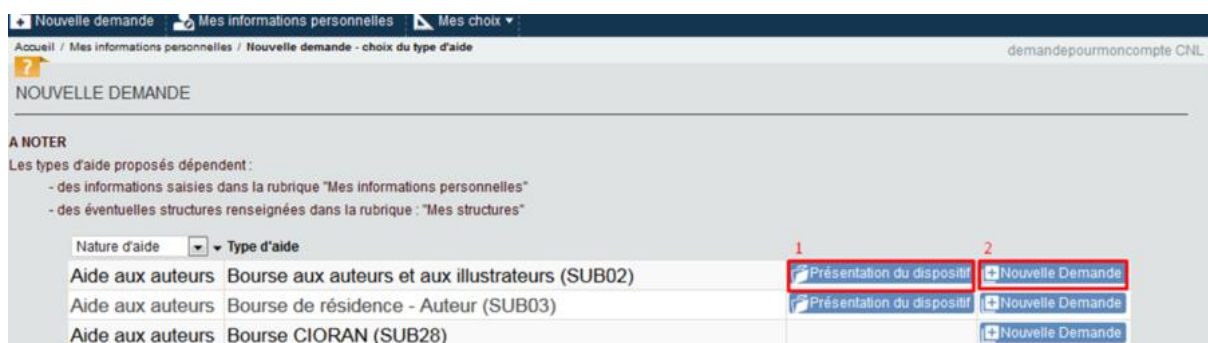 Nouvelle demande Mes informations personnelles Mes choix
Accueil / Mes informations personnelles / Nouvelle demande - choix du type d'aide demandepourmoncompte CNL
?
NOUVELLE DEMANDE
A NOTER
Les types d'aide proposés dépendent :
- des informations saisies dans la rubrique "Mes informations personnelles"
- des éventuelles structures renseignées dans la rubrique : "Mes structures"
Nature d'aide Type d'aide 1 2
Aide aux auteurs Bourse aux auteurs et aux illustrateurs (SUB02) Présentation du dispositif Nouvelle Demande
Aide aux auteurs Bourse de résidence - Auteur (SUB03) Présentation du dispositif Nouvelle Demande
Aide aux auteurs Bourse CIORAN (SUB28) Nouvelle Demande